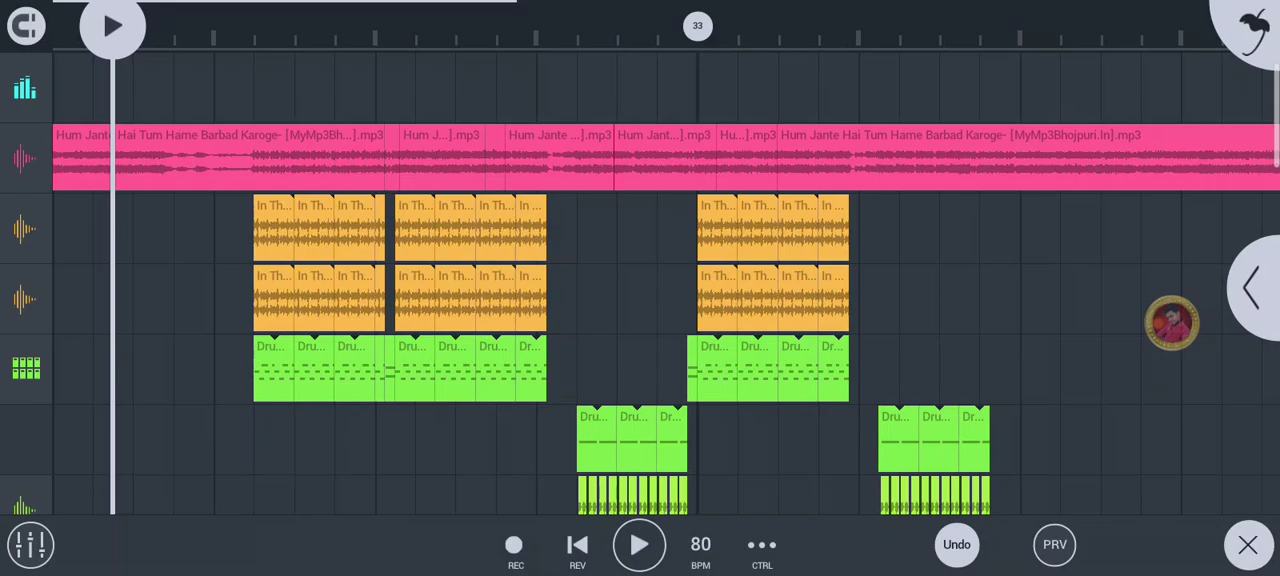 33
Hum Jante Hai Tum Hame Barbad Karoge- [MyMp3Bh...].mp3 Hum J...].mp3 Hum Jante ...].mp3 Hum Jant...].mp3 Hu...].mp3 Hum Jante Hai Tum Hame Barbad Karoge- [MyMp3Bhojpuri.In].mp3
In Th... In Th... In Th... In Th... In Th... In Th... In ... In Th... In Th... In Th... In ...
In Th... In Th... In Th... In Th... In Th... In Th... In ... In Th... In Th... In Th... In ...
Dru... Dru... Dru... Dru... Dru... Dru... Dr... Dru... Dru... Dru... Dr...
Dru... Dru... Dr... Dru... Dru... Dr...
80 Undo PRV
REC REV BPM CTRL